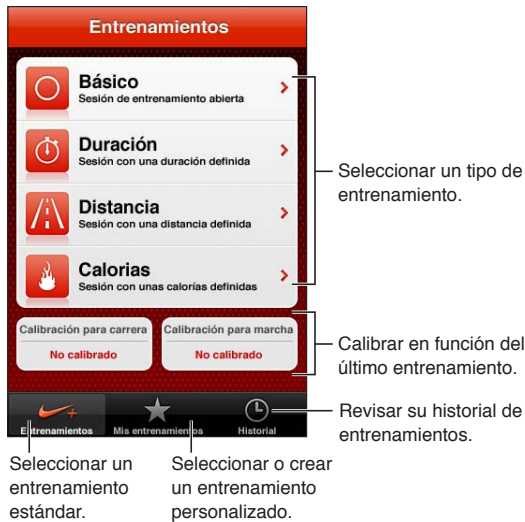 Entrenamientos
Básico
Sesión de entrenamiento abierta
Duración
Sesión con una duración definida
Distancia
Sesión con una distancia definida
Calorias
Sesión con unas calorías definidas
Seleccionar un tipo de
entrenamiento.
Calibración para carrera
No calibrado
Calibración para marcha
No calibrado
Calibrar en función del
último entrenamiento.
Entrenamientos
Mis entrenamientos
Historial
Revisar su historial de
entrenamientos.
Seleccionar un
entrenamiento
estándar.
Seleccionar o crear
un entrenamiento
personalizado.